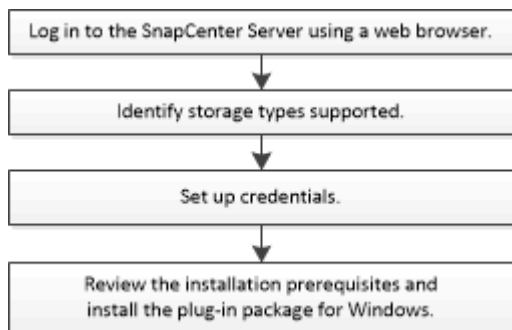 Log in to the SnapCenter Server using a web browser.
Identify storage types supported.
Set up credentials.
Review the installation prerequisites and
install the plug-in package for Windows.